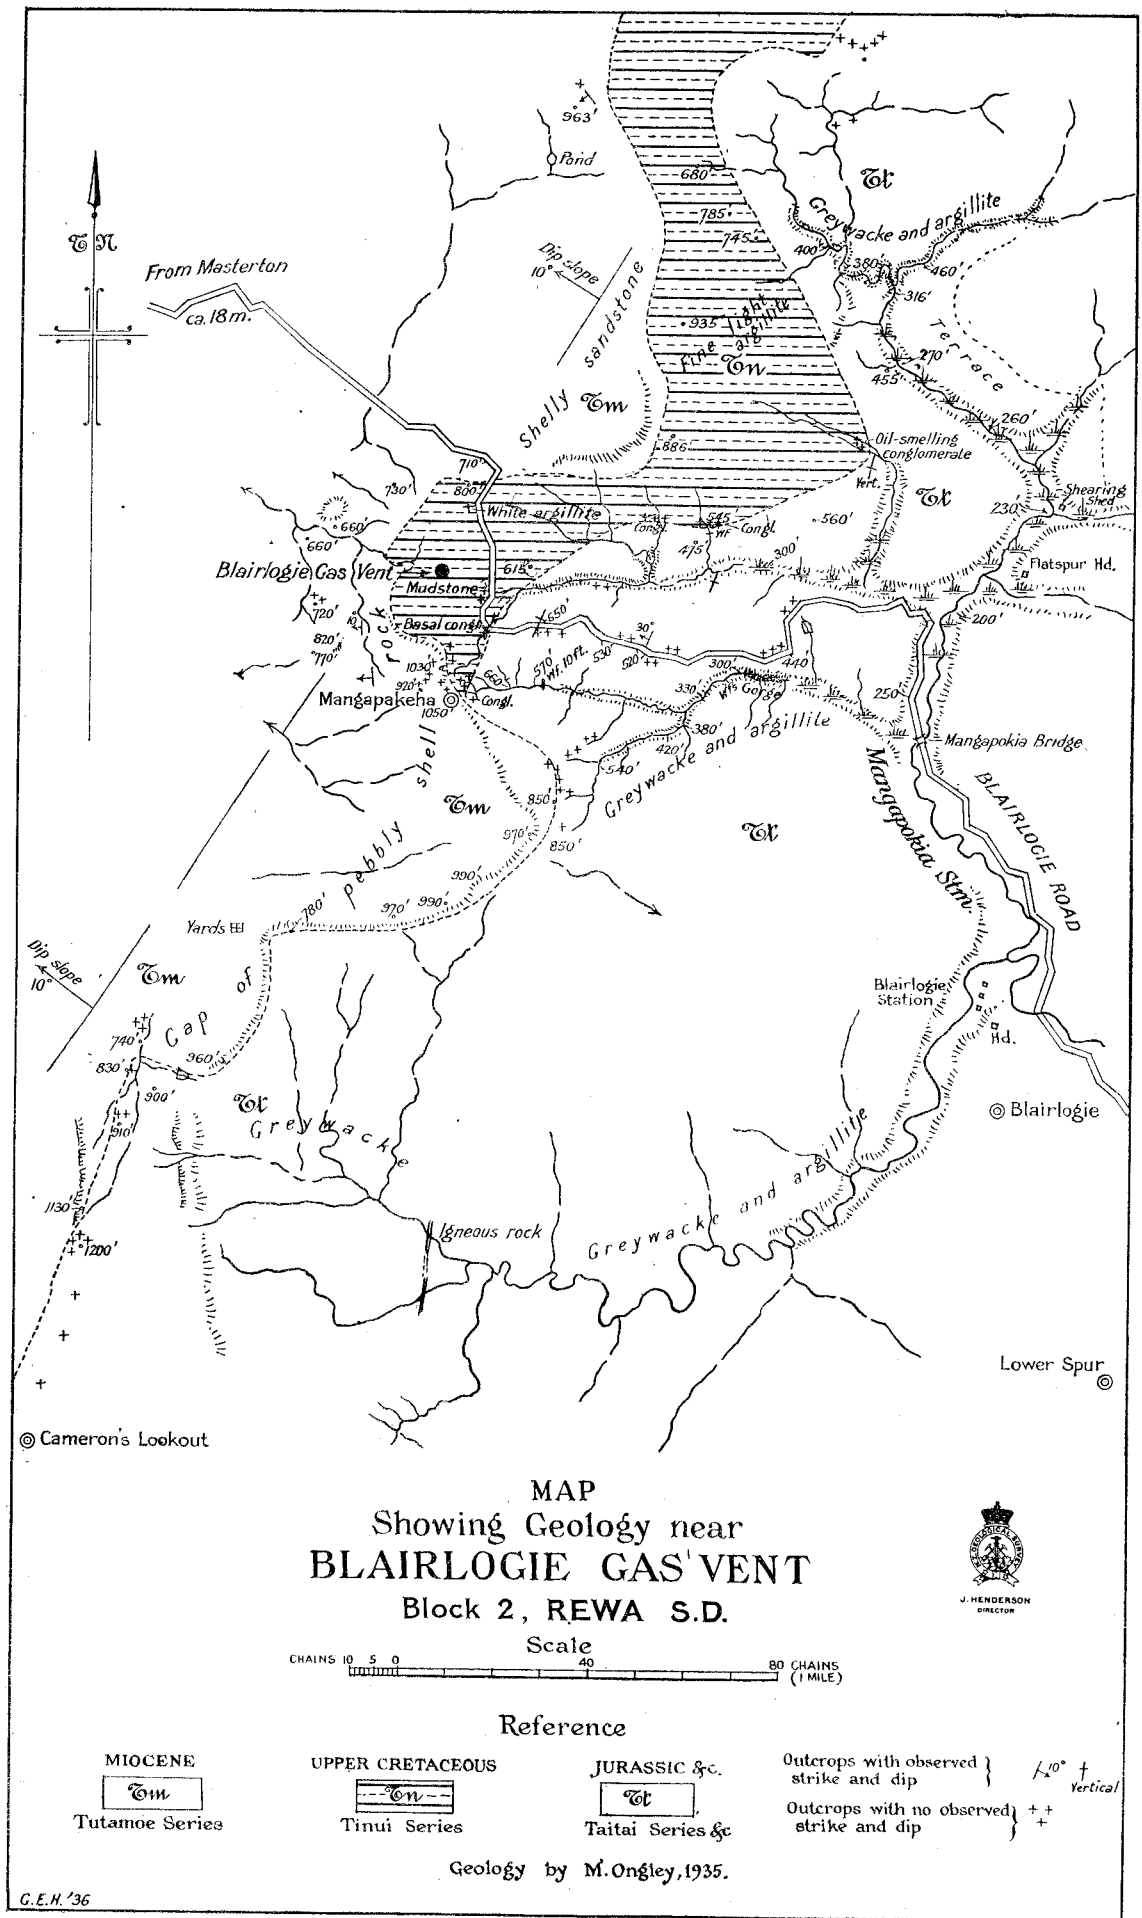 963'
Pond
680'
785'
745'
Tt
Greywacke and argillite
400'
380'
460'
316'
T N
From Masterton
ca. 18 m.
Dip slope
10°
Shelly sandstone
Tm
935'
Fine light
argillite
Tn
270'
455'
Terrace
260'
886'
Oil-smelling
conglomerate
Vert.
Tt
Shearing
Shed
230'
710'
730'
800'
White argillite
Congl.
545'
Wf
Congl.
560'
475'
300'
660'
660'
Blairlogie Gas Vent
615'
Mudstone
Flatspur Hd.
720'
10°
820'
770'
Basal congl.
650'
30°
530'
520'
200'
1030'
920'
660'
570'
Wf. 10 ft.
300'
440'
Mangapakeha
1050'
Congl.
330'
Wfs Gorge
250'
380'
420'
540'
Greywacke and argillite
Mangapokia Bridge
Mangapokia Stm.
BLAIRLOGIE ROAD
Tm
850'
970'
850'
Tt
990'
990'
970'
780'
Yards
Cap of pebbly shell rock
Dip slope
10°
Tm
740'
830'
960'
900'
910'
Tt
Greywacke
Blairlogie
Station
Hd.
Blairlogie
1130'
1200'
Igneous rock
Greywacke and argillite
Lower Spur
Cameron's Lookout
MAP
Showing Geology near
BLAIRLOGIE GAS VENT
Block 2, REWA S.D.
Scale
CHAINS 10 5 0 40 80 CHAINS
(1 MILE)
N.Z. GEOLOGICAL SURVEY
J. HENDERSON
DIRECTOR
Reference
MIOCENE
Tm
Tutamoe Series
UPPER CRETACEOUS
Tn
Tinui Series
JURASSIC &c.
Tt
Taitai Series &c
Outcrops with observed
strike and dip
10°
Vertical
Outcrops with no observed
strike and dip
Geology by M. Ongley, 1935.
G.E.H. '36